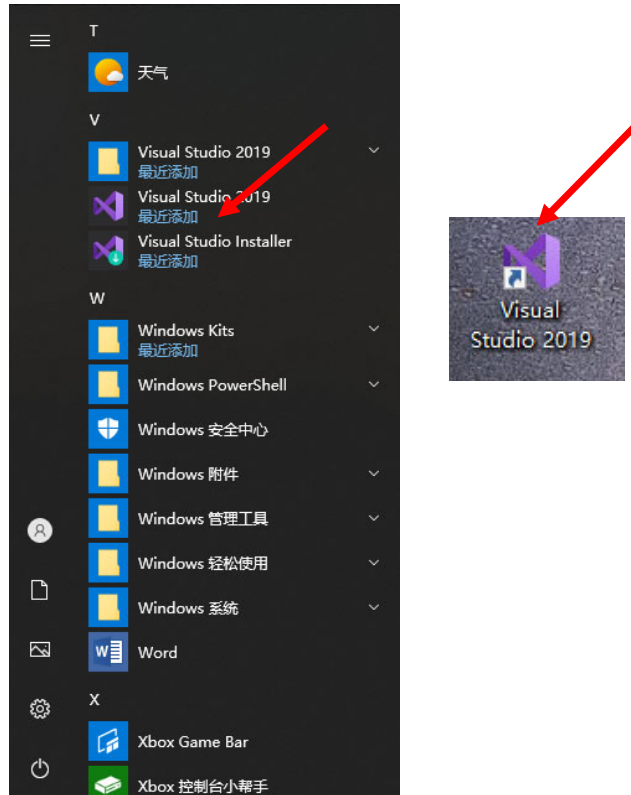 T
天气
V
Visual Studio 2019
最近添加
Visual Studio 2019
最近添加
Visual Studio Installer
最近添加
W
Windows Kits
最近添加
Windows PowerShell
Windows 安全中心
Windows 附件
Windows 管理工具
Windows 轻松使用
Windows 系统
Word
X
Xbox Game Bar
Xbox 控制台小帮手
Visual
Studio 2019